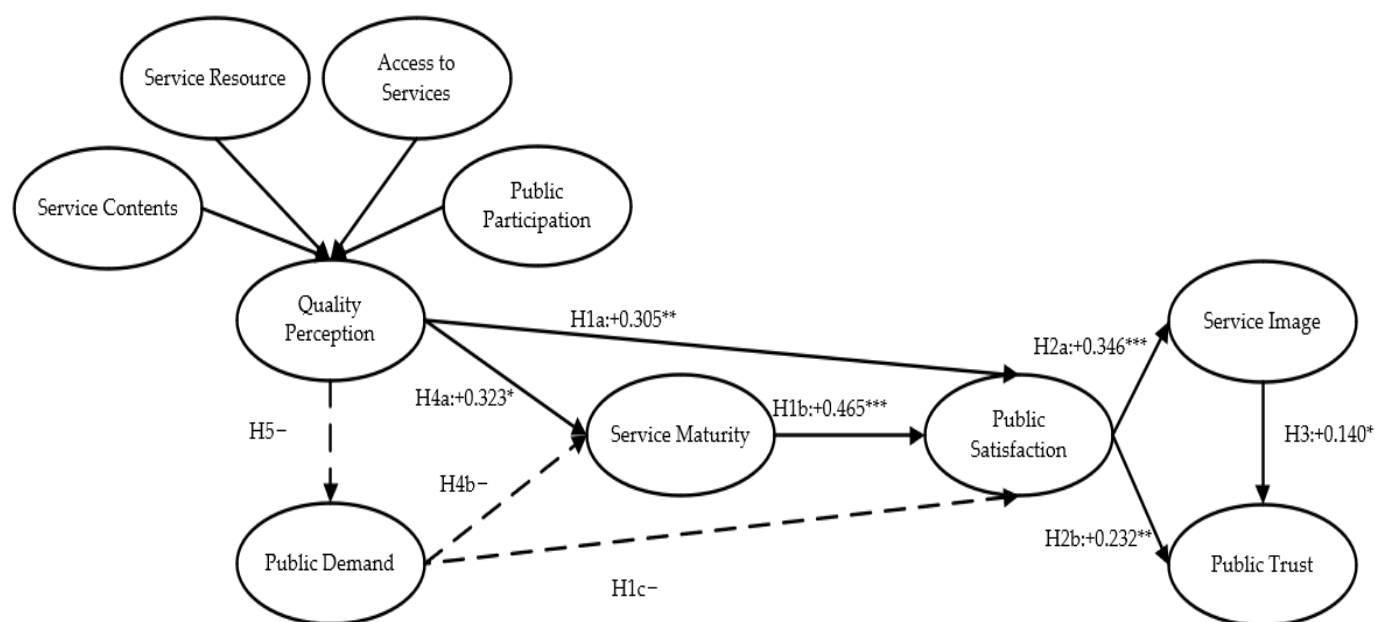 Service Resource
Access to
Services
Service Contents
Public
Participation
Quality
Perception
H1a:+0.305**
Service Image
H2a:+0.346***
H4a:+0.323*
H1b:+0.465***
Service Maturity
Public
Satisfaction
H5−
H3:+0.140*
H4b−
H2b:+0.232**
Public Demand
H1c−
Public Trust